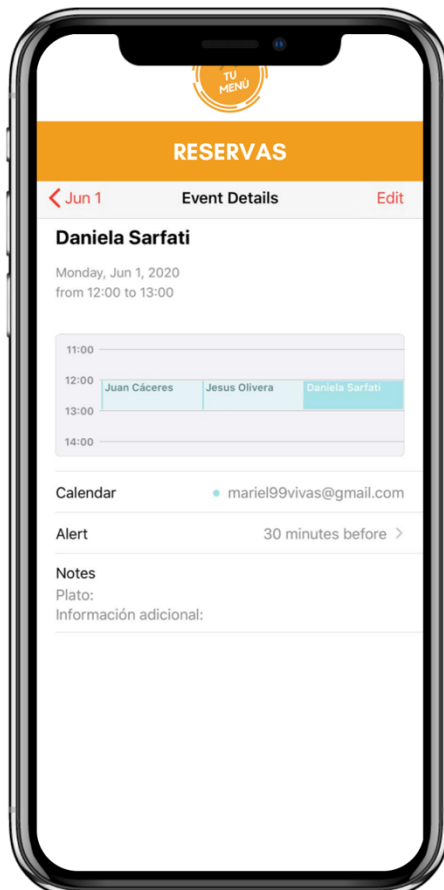 TU
MENÚ
RESERVAS
Jun 1 Event Details Edit
Daniela Sarfati
Monday, Jun 1, 2020
from 12:00 to 13:00
11:00
12:00
Juan Cáceres Jesus Olivera Daniela Sarfati
13:00
14:00
Calendar mariel99vivas@gmail.com
Alert 30 minutes before
Notes
Plato:
Información adicional: